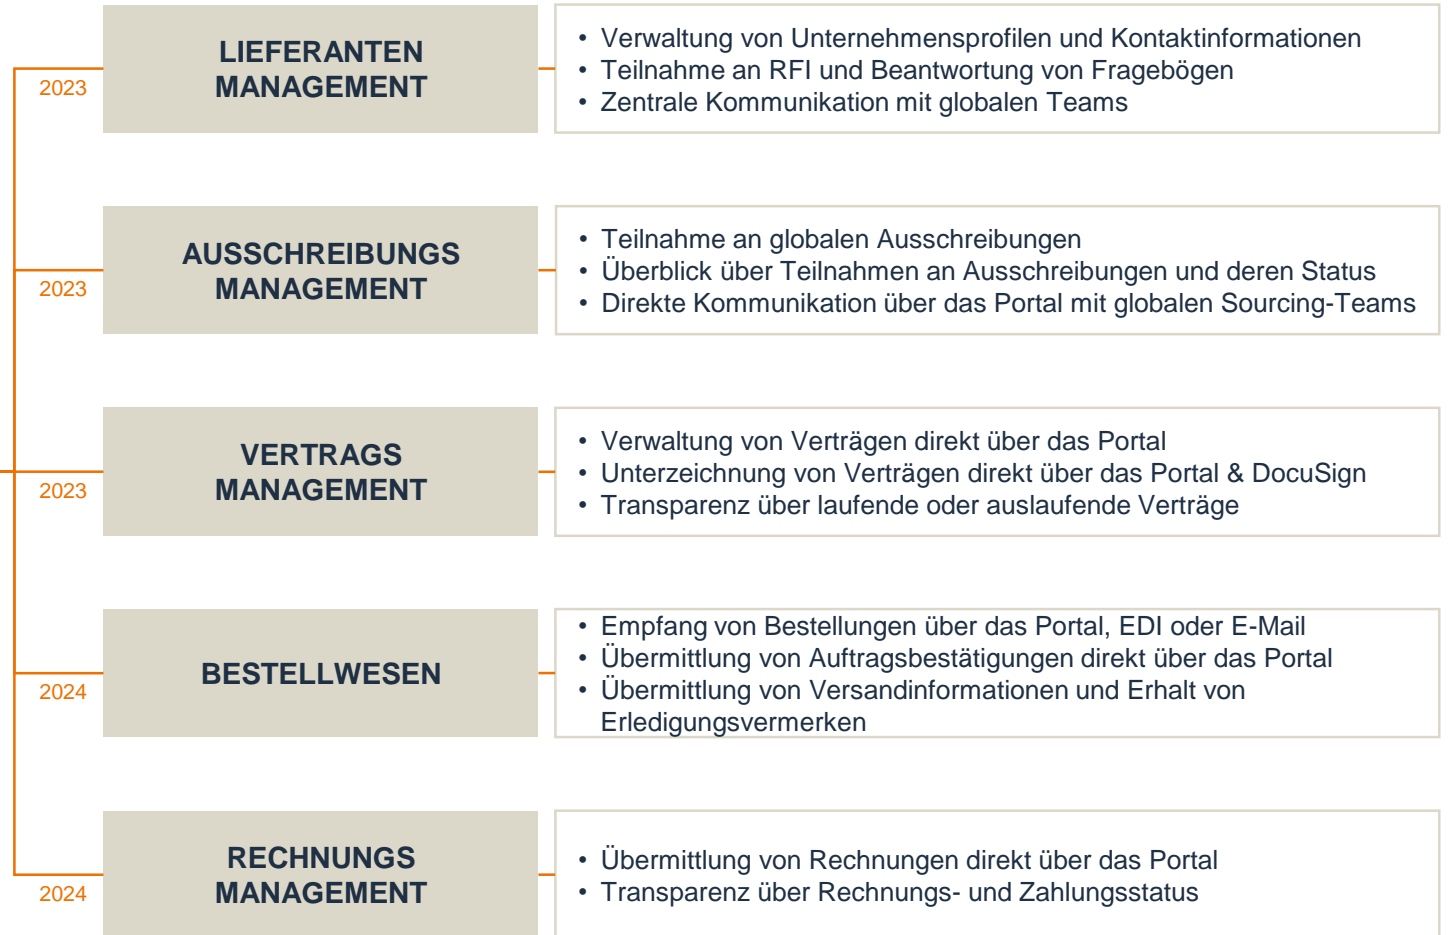 LIEFERANTEN
MANAGEMENT
2023
• Verwaltung von Unternehmensprofilen und Kontaktinformationen
• Teilnahme an RFI und Beantwortung von Fragebögen
• Zentrale Kommunikation mit globalen Teams
AUSSCHREIBUNGS
MANAGEMENT
2023
• Teilnahme an globalen Ausschreibungen
• Überblick über Teilnahmen an Ausschreibungen und deren Status
• Direkte Kommunikation über das Portal mit globalen Sourcing-Teams
VERTRAGS
MANAGEMENT
2023
• Verwaltung von Verträgen direkt über das Portal
• Unterzeichnung von Verträgen direkt über das Portal & DocuSign
• Transparenz über laufende oder auslaufende Verträge
BESTELLWESEN
2024
• Empfang von Bestellungen über das Portal, EDI oder E-Mail
• Übermittlung von Auftragsbestätigungen direkt über das Portal
• Übermittlung von Versandinformationen und Erhalt von
Erledigungsvermerken
RECHNUNGS
MANAGEMENT
2024
• Übermittlung von Rechnungen direkt über das Portal
• Transparenz über Rechnungs- und Zahlungsstatus